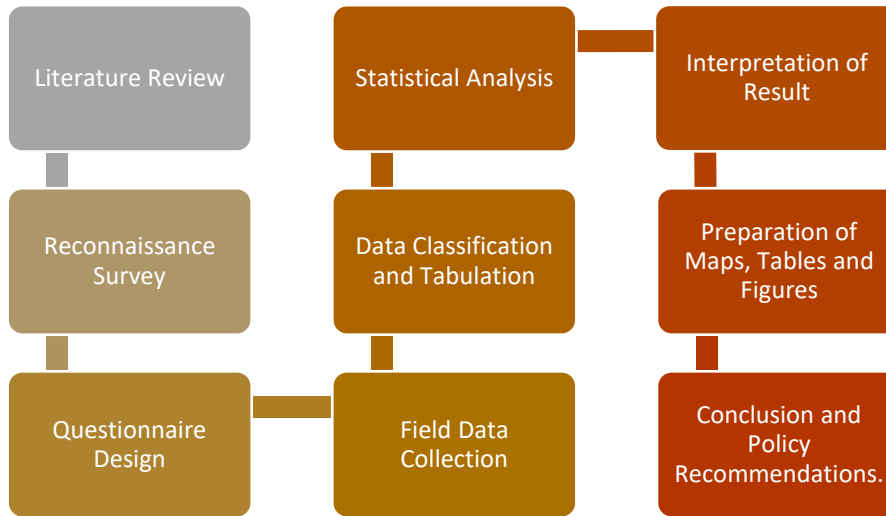 Literature Review
Reconnaissance
Survey
Questionnaire
Design
Field Data
Collection
Data Classification
and Tabulation
Statistical Analysis
Interpretation of
Result
Preparation of
Maps, Tables and
Figures
Conclusion and
Policy
Recommendations.